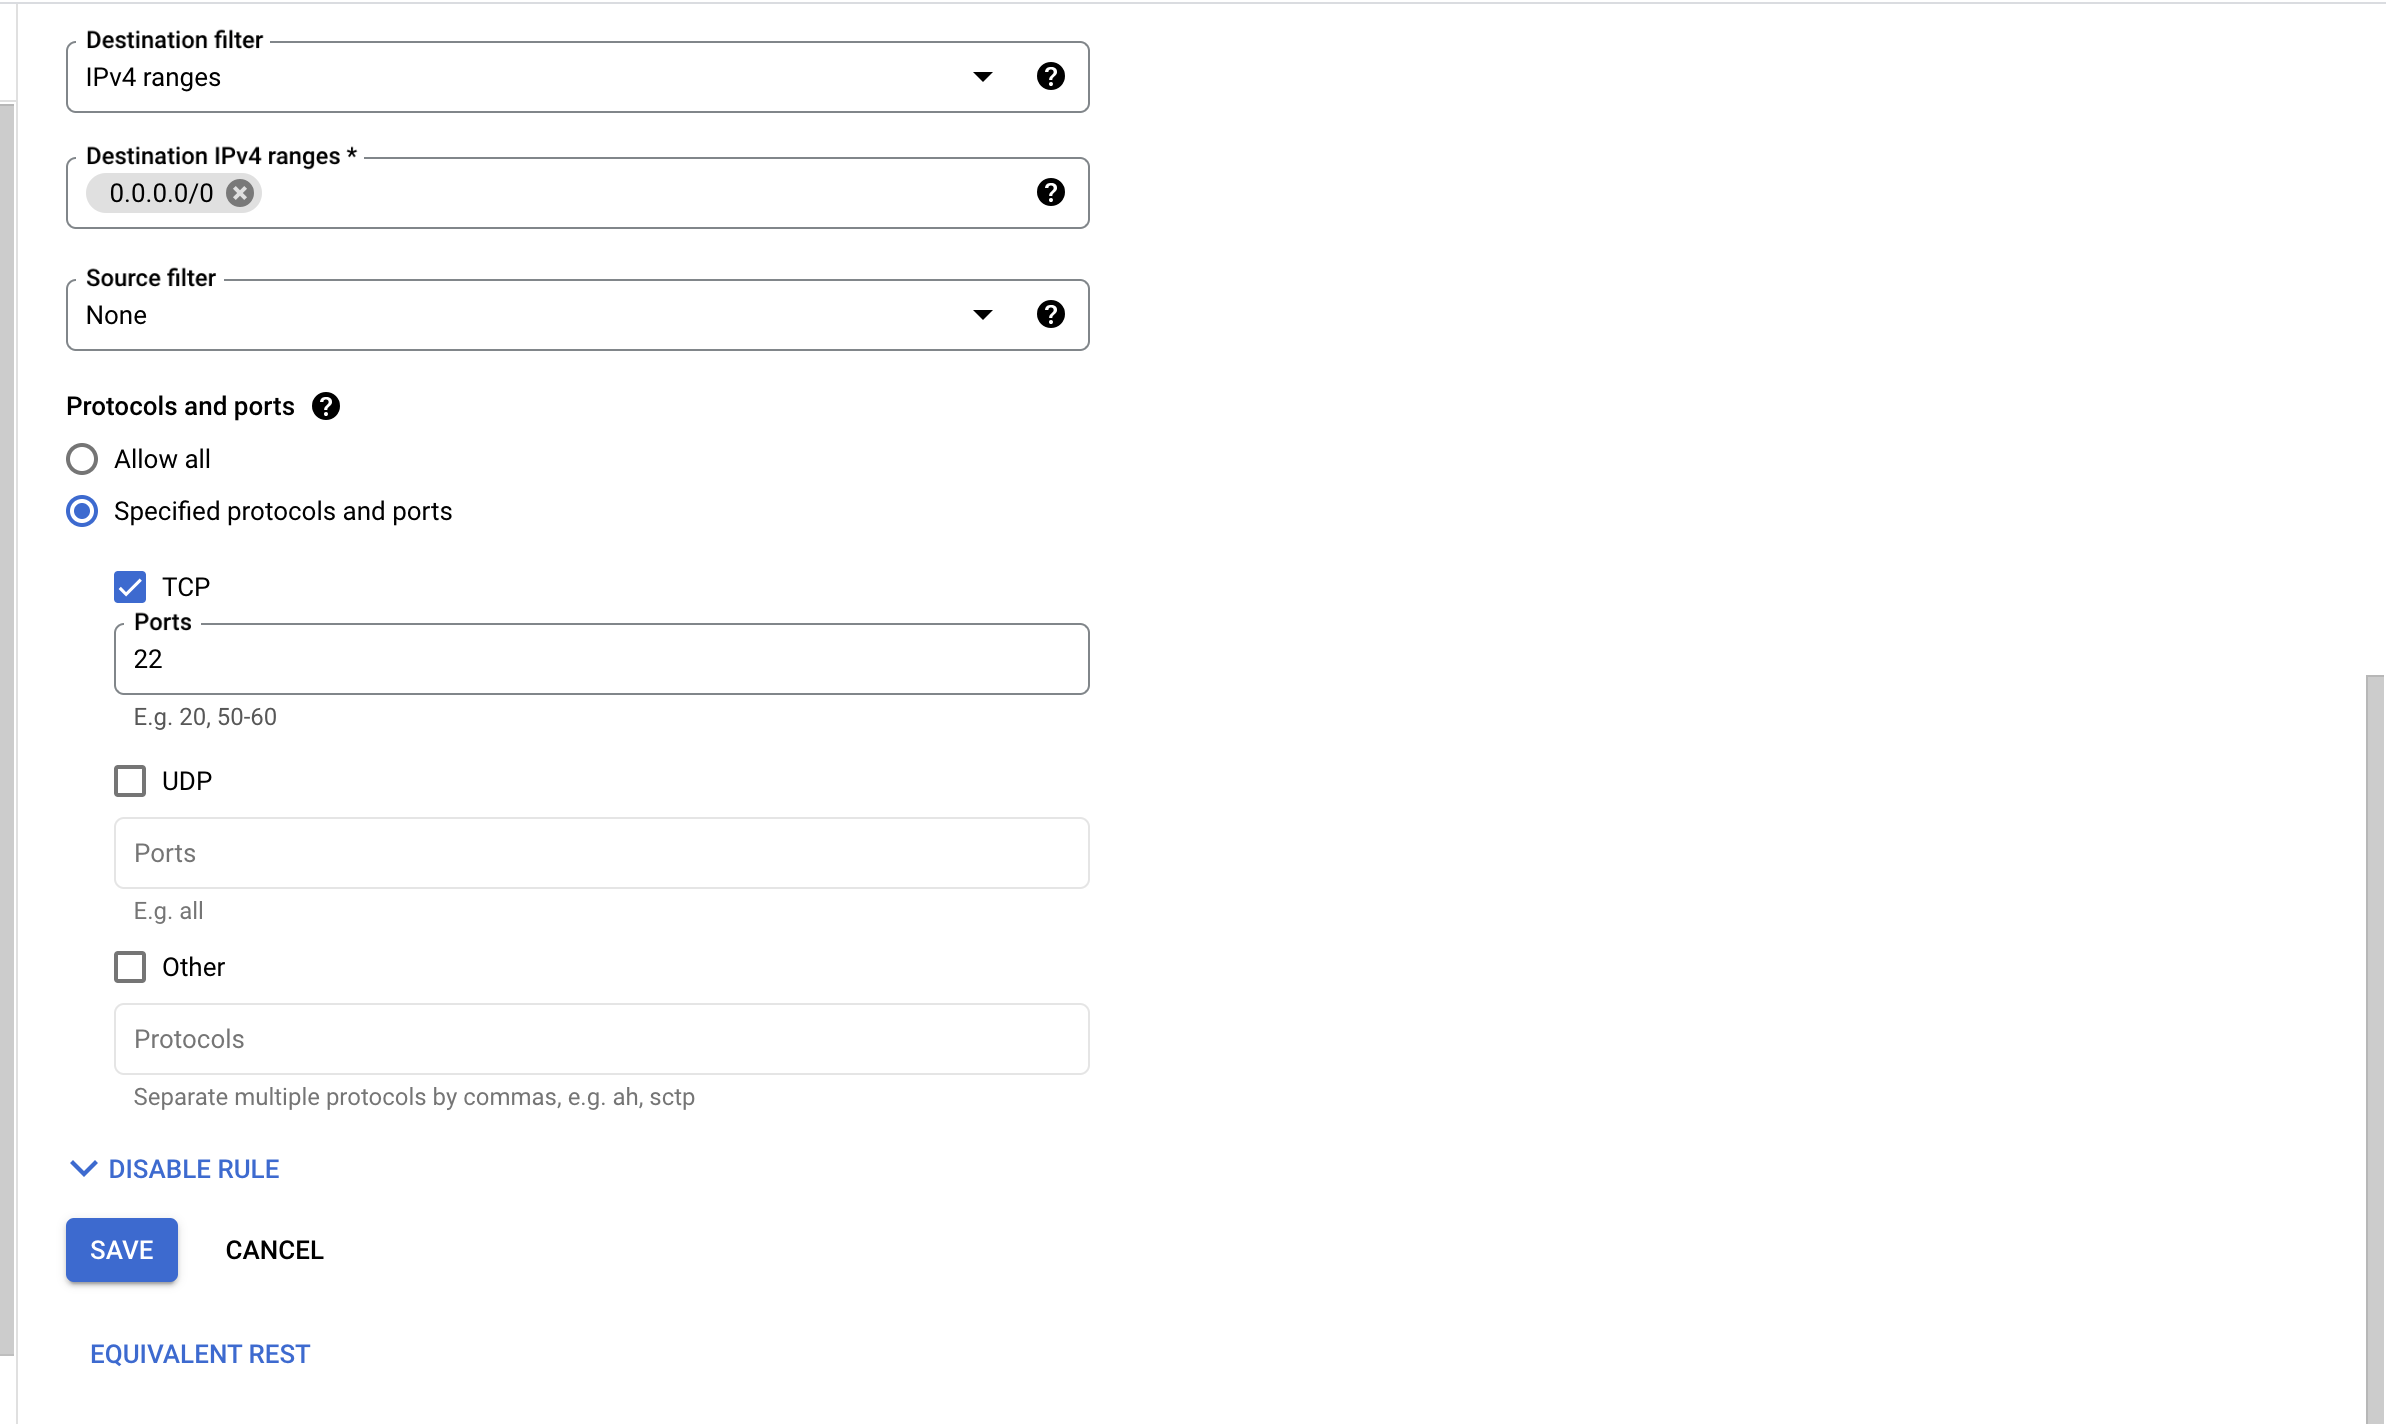 Destination filter
IPv4 ranges
Destination IPv4 ranges *
0.0.0.0/0
Source filter
None
Protocols and ports
Allow all
Specified protocols and ports
TCP
Ports
22
E.g. 20, 50-60
UDP
Ports
E.g. all
Other
Protocols
Separate multiple protocols by commas, e.g. ah, sctp
DISABLE RULE
SAVE CANCEL
EQUIVALENT REST